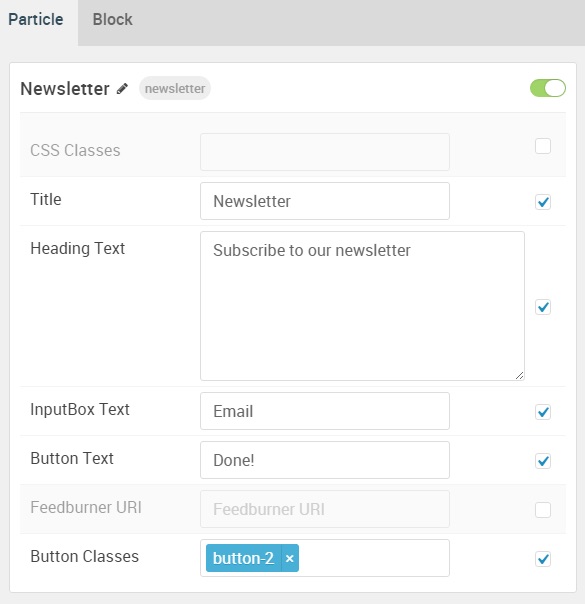 Particle Block
Newsletter newsletter
CSS Classes
Title Newsletter
Heading Text Subscribe to our newsletter
InputBox Text Email
Button Text Done!
Feedburner URI Feedburner URI
Button Classes button-2 ×